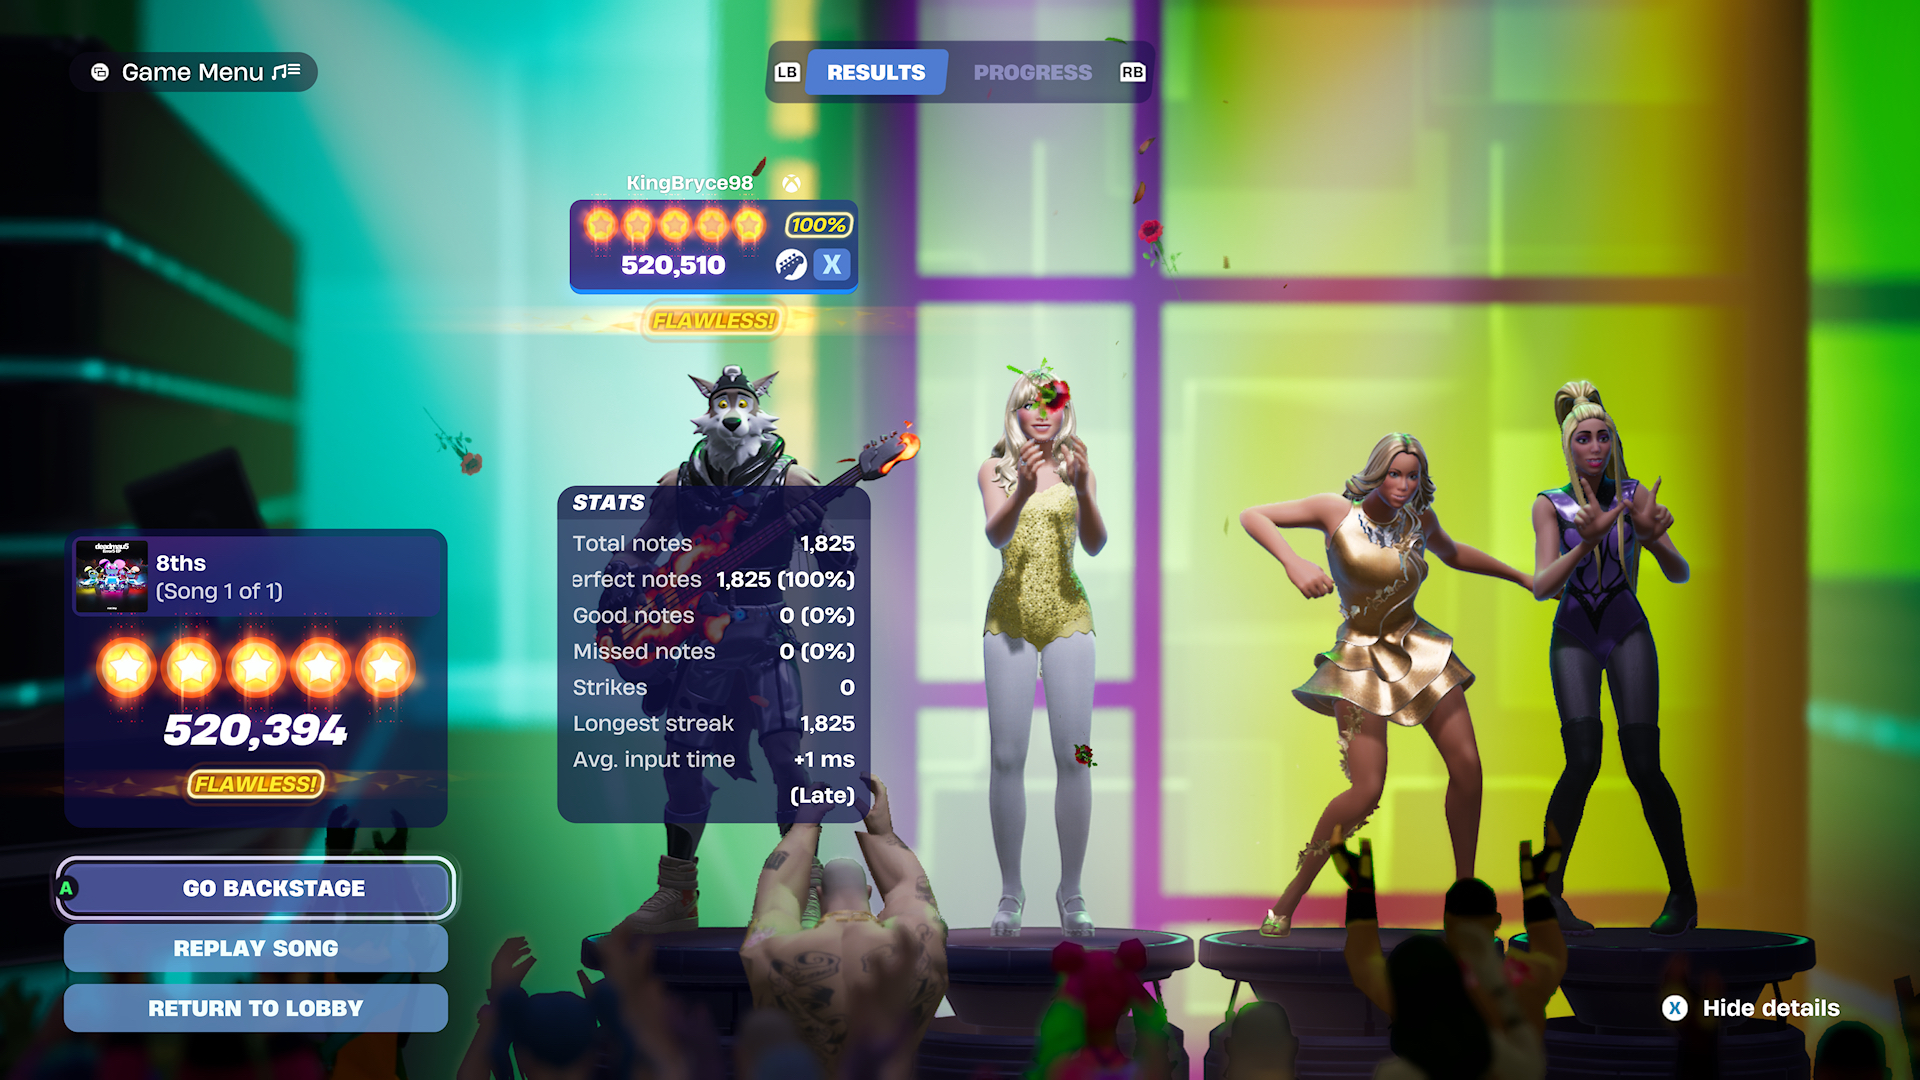 Game Menu
LB RESULTS PROGRESS RB
KingBryce98
100%
520,510
X
FLAWLESS!
STATS
Total notes 1,825
erfect notes 1,825 (100%)
Good notes 0 (0%)
Missed notes 0 (0%)
Strikes 0
Longest streak 1,825
Avg. input time +1 ms
(Late)
deadmau5
8ths
(Song 1 of 1)
520,394
FLAWLESS!
A GO BACKSTAGE
REPLAY SONG
RETURN TO LOBBY
X Hide details